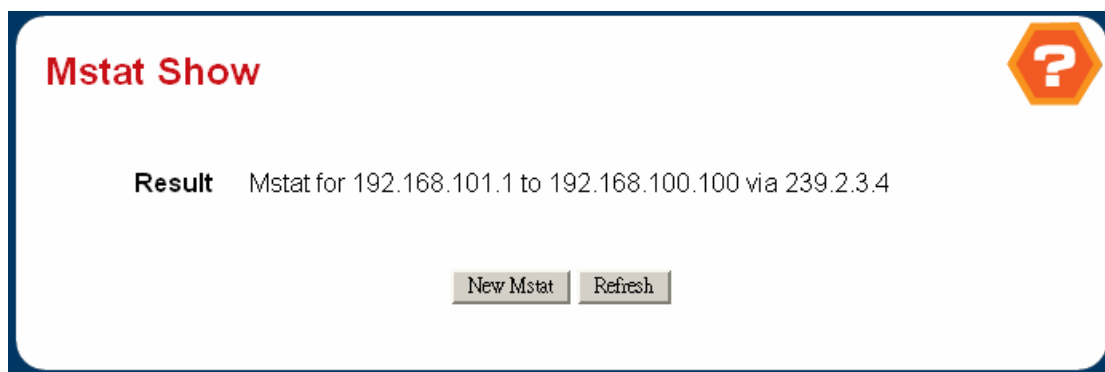 Mstat Show
?
Result Mstat for 192.168.101.1 to 192.168.100.100 via 239.2.3.4
New Mstat Refresh